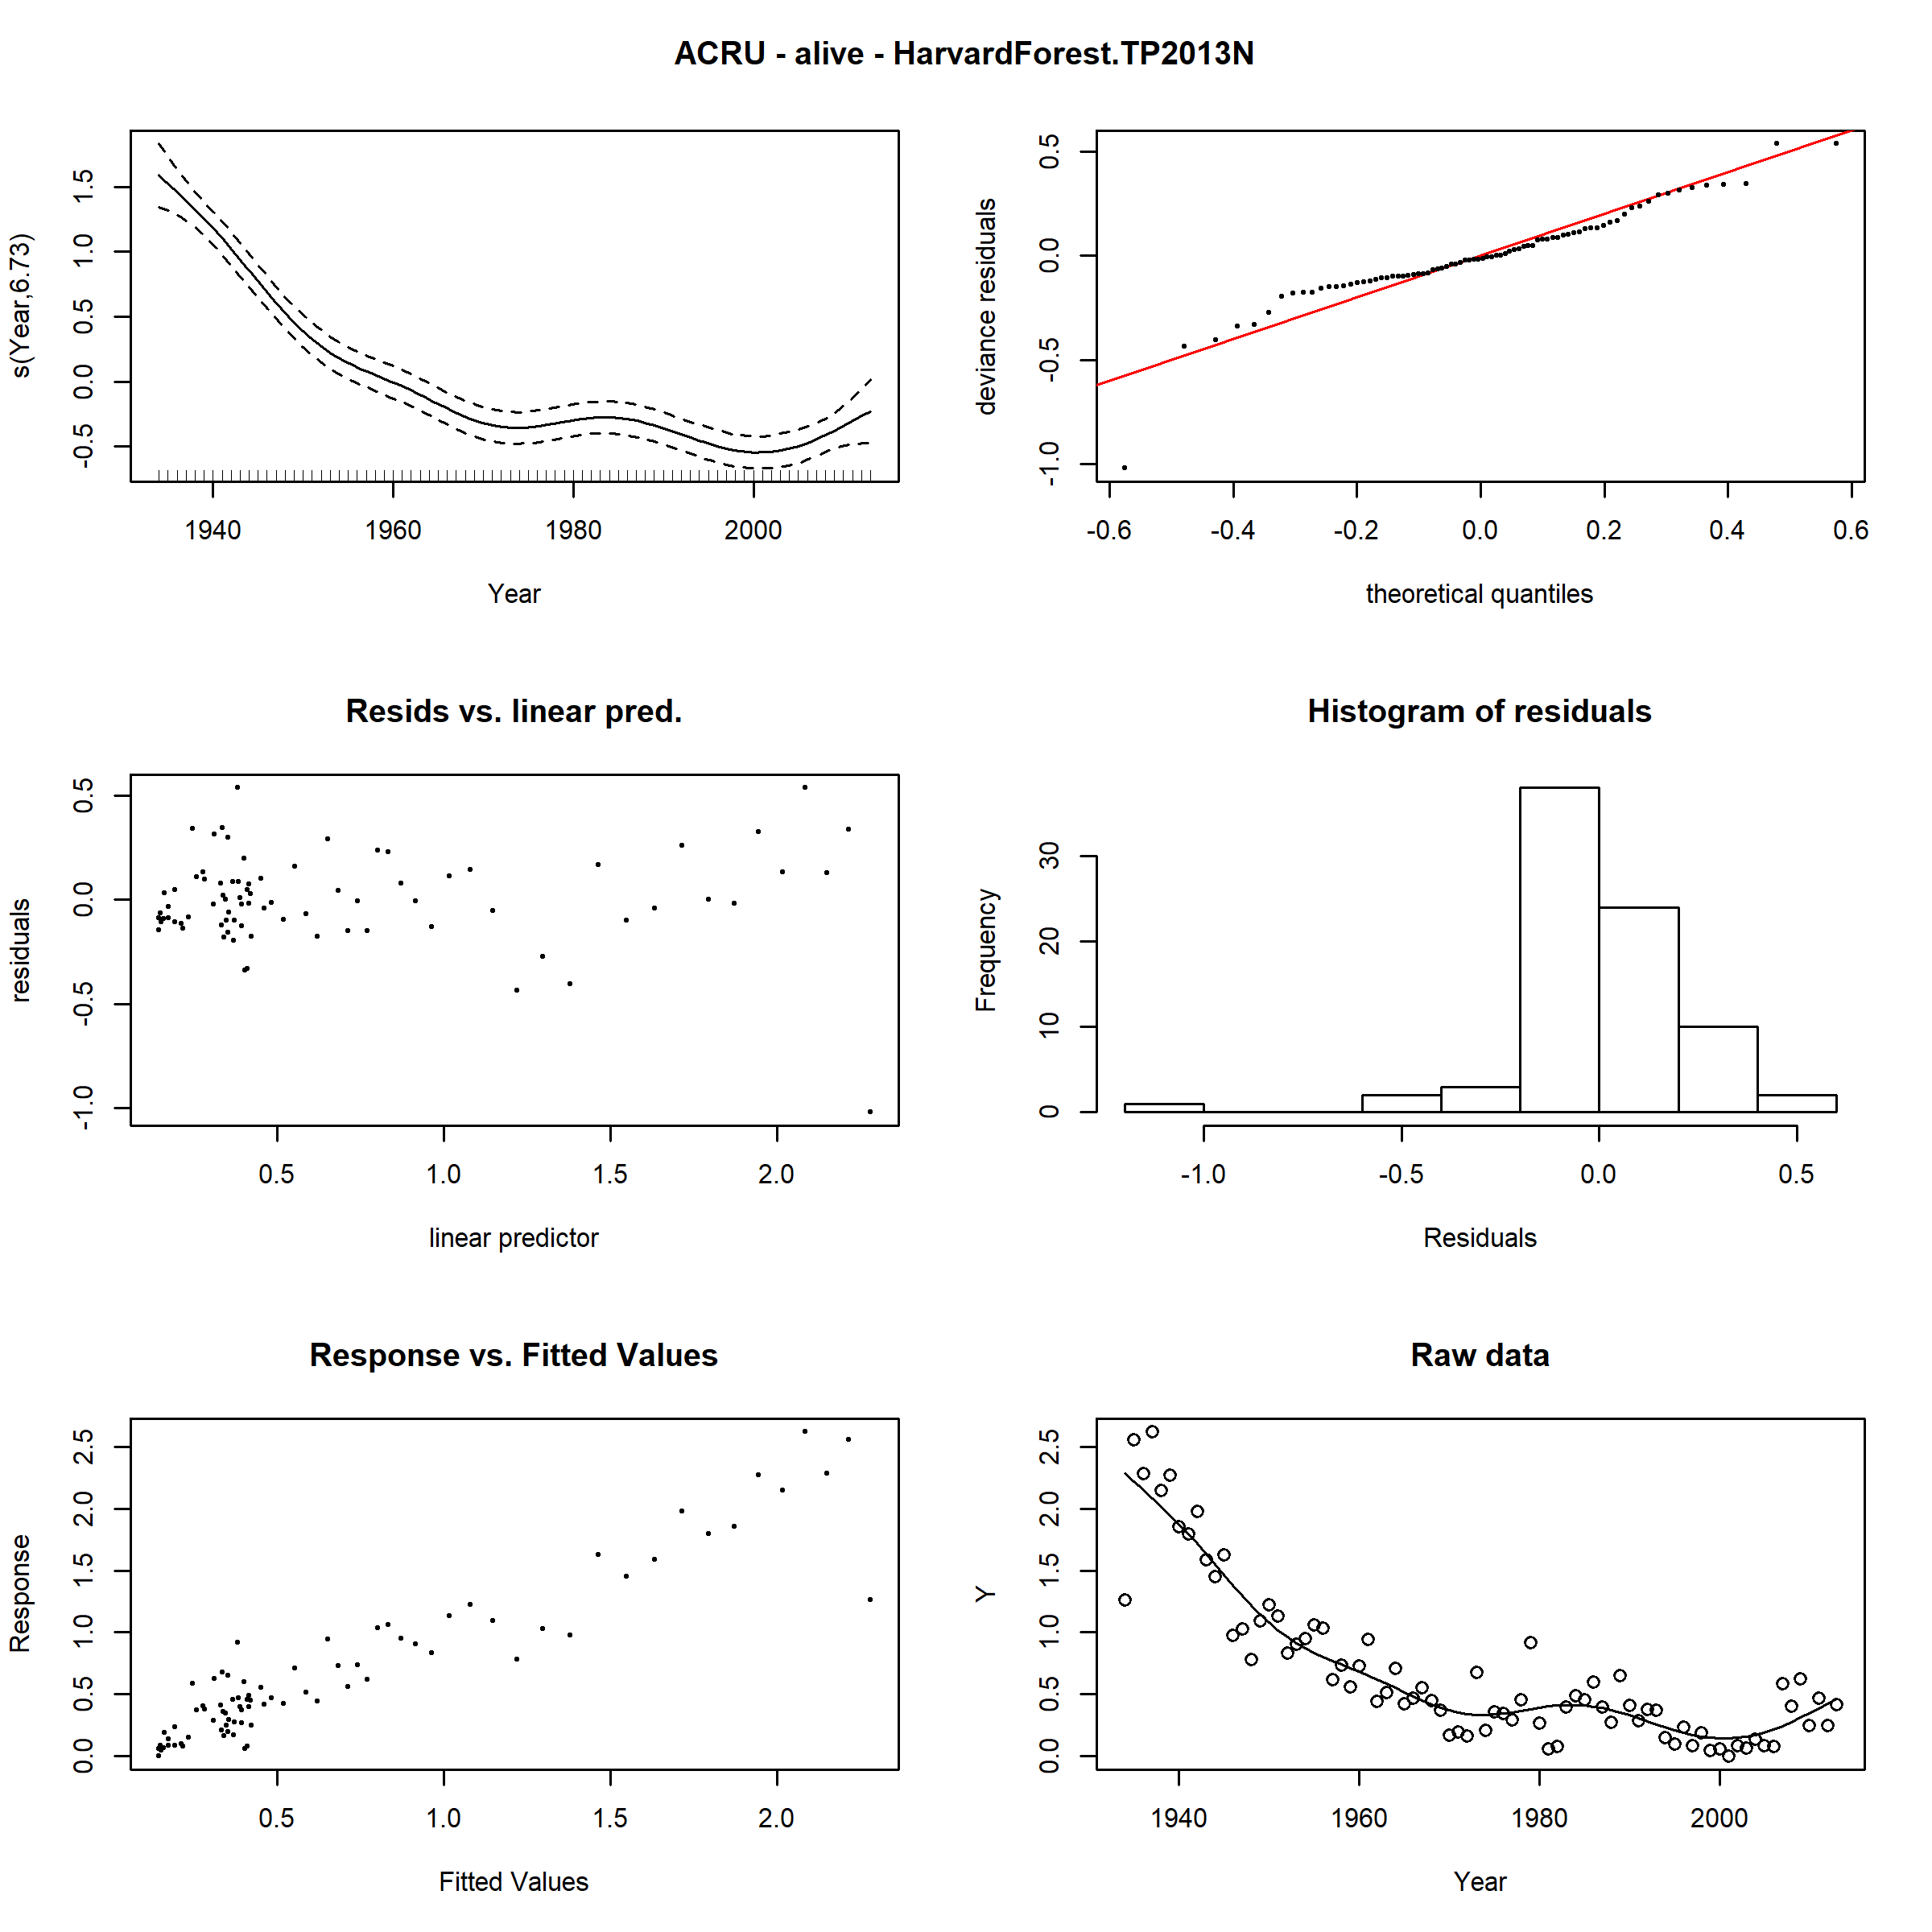 ACRU - alive - HarvardForest.TP2013N
s(Year,6.73)
1.5
1.0
0.5
0.0
-0.5
1940 1960 1980 2000
Year
deviance residuals
0.5
0.0
-0.5
-1.0
-0.6 -0.4 -0.2 0.0 0.2 0.4 0.6
theoretical quantiles
Resids vs. linear pred.
residuals
0.5
0.0
-0.5
-1.0
0.5 1.0 1.5 2.0
linear predictor
Histogram of residuals
Frequency
30
20
10
0
-1.0 -0.5 0.0 0.5
Residuals
Response vs. Fitted Values
Response
2.5
2.0
1.5
1.0
0.5
0.0
0.5 1.0 1.5 2.0
Fitted Values
Raw data
Y
2.5
2.0
1.5
1.0
0.5
0.0
1940 1960 1980 2000
Year